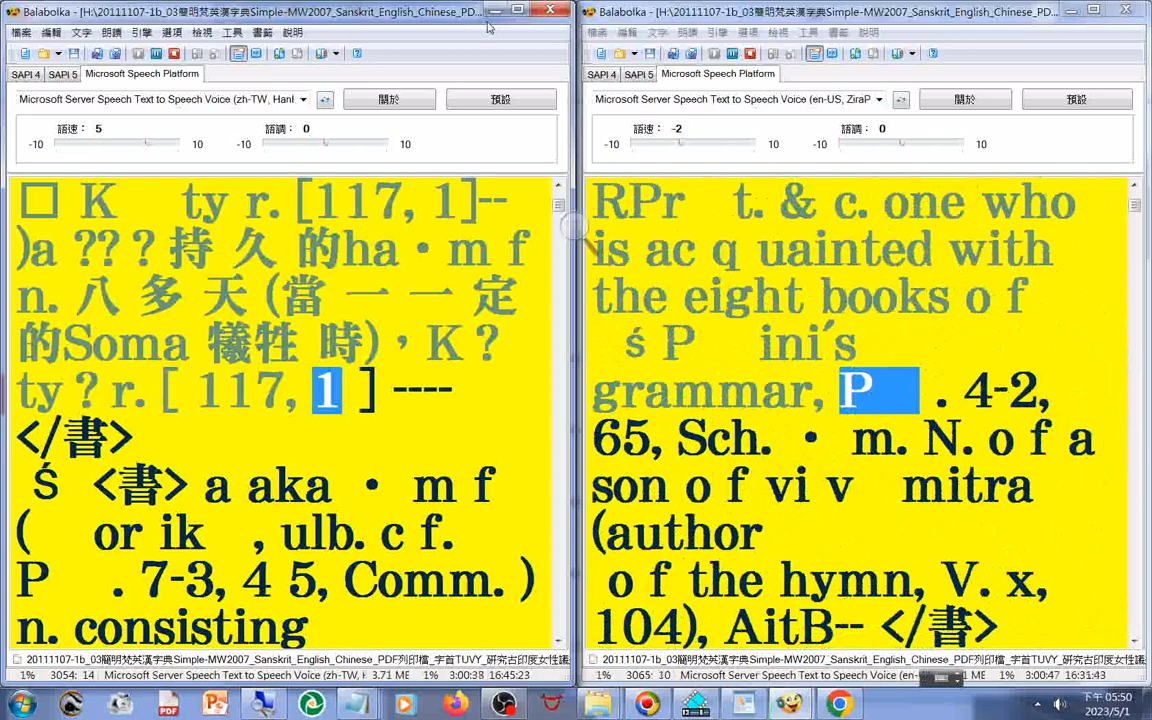 Balabolka - [H:\20111107-1b_03簡明梵英漢字典Simple-MW2007_Sanskrit_English_Chinese_PD...
檔案 編輯 文字 朗讀 引擎 選項 檢視 工具 書籤 說明
SAPI 4 SAPI 5 Microsoft Speech Platform
Microsoft Server Speech Text to Speech Voice (zh-TW, Hanl
關於 預設
語速： 5 語調： 0
-10 10 -10 10
□ K ty r. [117, 1]--
)a ??? 持 久 的ha · m f
n. 八 多 天 (當 一 一 定
的Soma 犧牲 時)，K ?
ty ? r. [ 117, 1 ] ----
</書>
ś <書> a aka · m f
( or ik , ulb. c f.
P . 7-3, 4 5, Comm. )
n. consisting
20111107-1b_03簡明梵英漢字典Simple-MW2007_Sanskrit_English_Chinese_PDF列印檔_字首TUVY_研究古印度女性議
1% 3054: 14 Microsoft Server Speech Text to Speech Voice (zh-TW, H 3.71 ME 1% 3:00:38 16:45:23
Balabolka - [H:\20111107-1b_03簡明梵英漢字典Simple-MW2007_Sanskrit_English_Chinese_PD...
檔案 編輯 文字 朗讀 引擎 選項 檢視 工具 書籤 說明
SAPI 4 SAPI 5 Microsoft Speech Platform
Microsoft Server Speech Text to Speech Voice (en-US, ZiraP
關於 預設
語速： -2 語調： 0
-10 10 -10 10
RPr t. & c. one who
is ac q uainted with
the eight books o f
ś P ini´s
grammar, P . 4-2,
65, Sch. · m. N. o f a
son o f vi v mitra
(author
o f the hymn, V. x,
104), AitB-- </書>
20111107-1b_03簡明梵英漢字典Simple-MW2007_Sanskrit_English_Chinese_PDF列印檔_字首TUVY_研究古印度女性議
1% 3065: 10 Microsoft Server Speech Text to Speech Voice (en-US, Z ME 1% 3:00:47 16:31:43
下午 05:50
2023/5/1